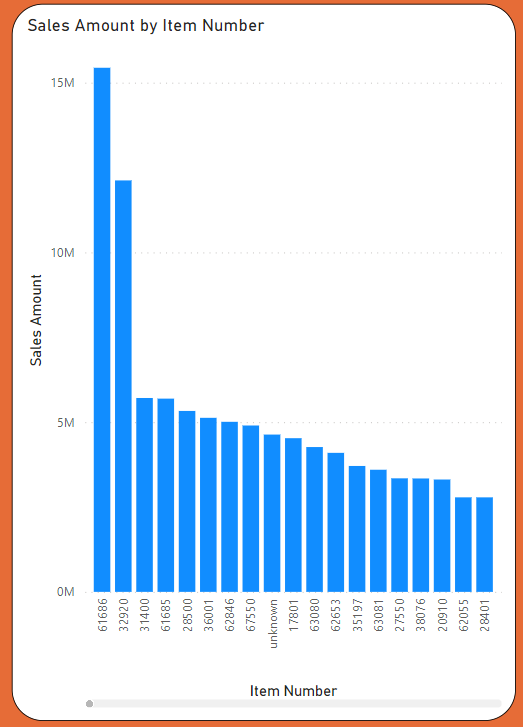 Sales Amount by Item Number
15M
10M
5M
0M
Sales Amount
61686
32920
31400
61685
28500
36001
62846
67550
unknown
17801
63080
62653
35197
63081
27550
38076
20910
62055
28401
Item Number